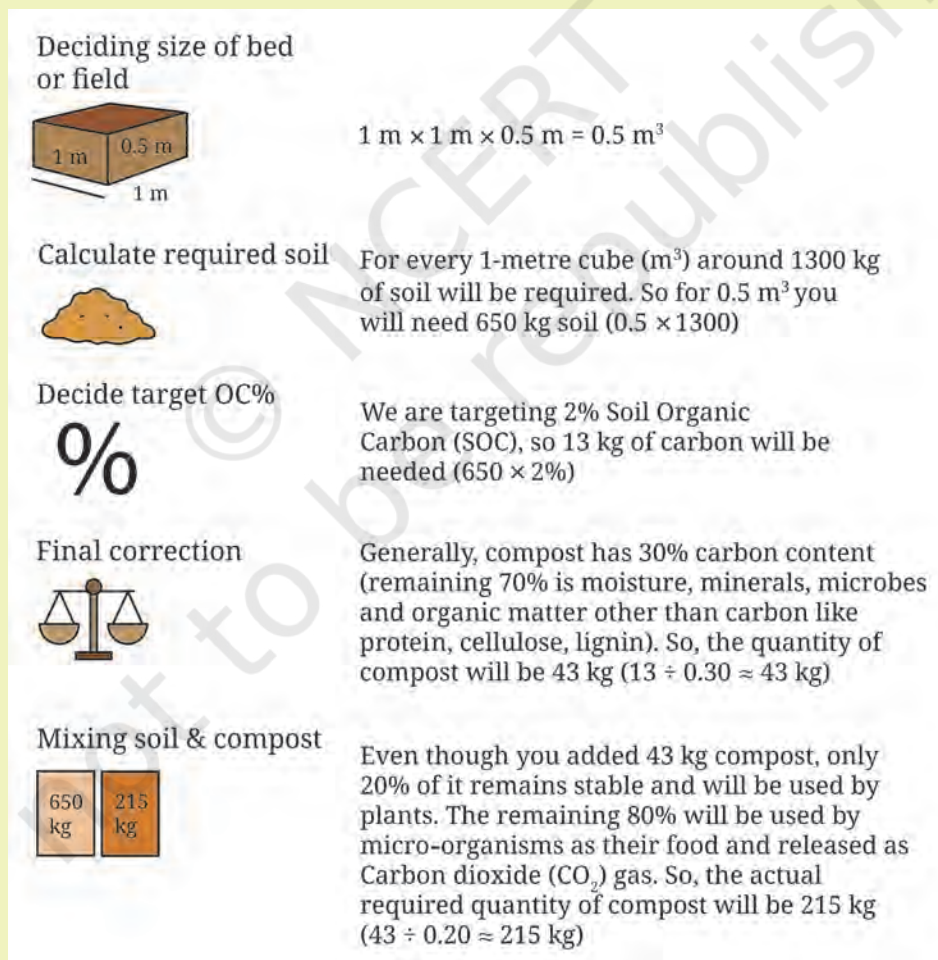 Deciding size of bed
or field
1 m
0.5 m
1 m
1 m × 1 m × 0.5 m = 0.5 m³
Calculate required soil
For every 1-metre cube (m³) around 1300 kg
of soil will be required. So for 0.5 m³ you
will need 650 kg soil (0.5 × 1300)
Decide target OC%
%
We are targeting 2% Soil Organic
Carbon (SOC), so 13 kg of carbon will be
needed (650 × 2%)
Final correction
Generally, compost has 30% carbon content
(remaining 70% is moisture, minerals, microbes
and organic matter other than carbon like
protein, cellulose, lignin). So, the quantity of
compost will be 43 kg (13 ÷ 0.30 ≈ 43 kg)
Mixing soil & compost
650
kg
215
kg
Even though you added 43 kg compost, only
20% of it remains stable and will be used by
plants. The remaining 80% will be used by
micro-organisms as their food and released as
Carbon dioxide (CO₂) gas. So, the actual
required quantity of compost will be 215 kg
(43 ÷ 0.20 ≈ 215 kg)
© NCERT
not to be republish